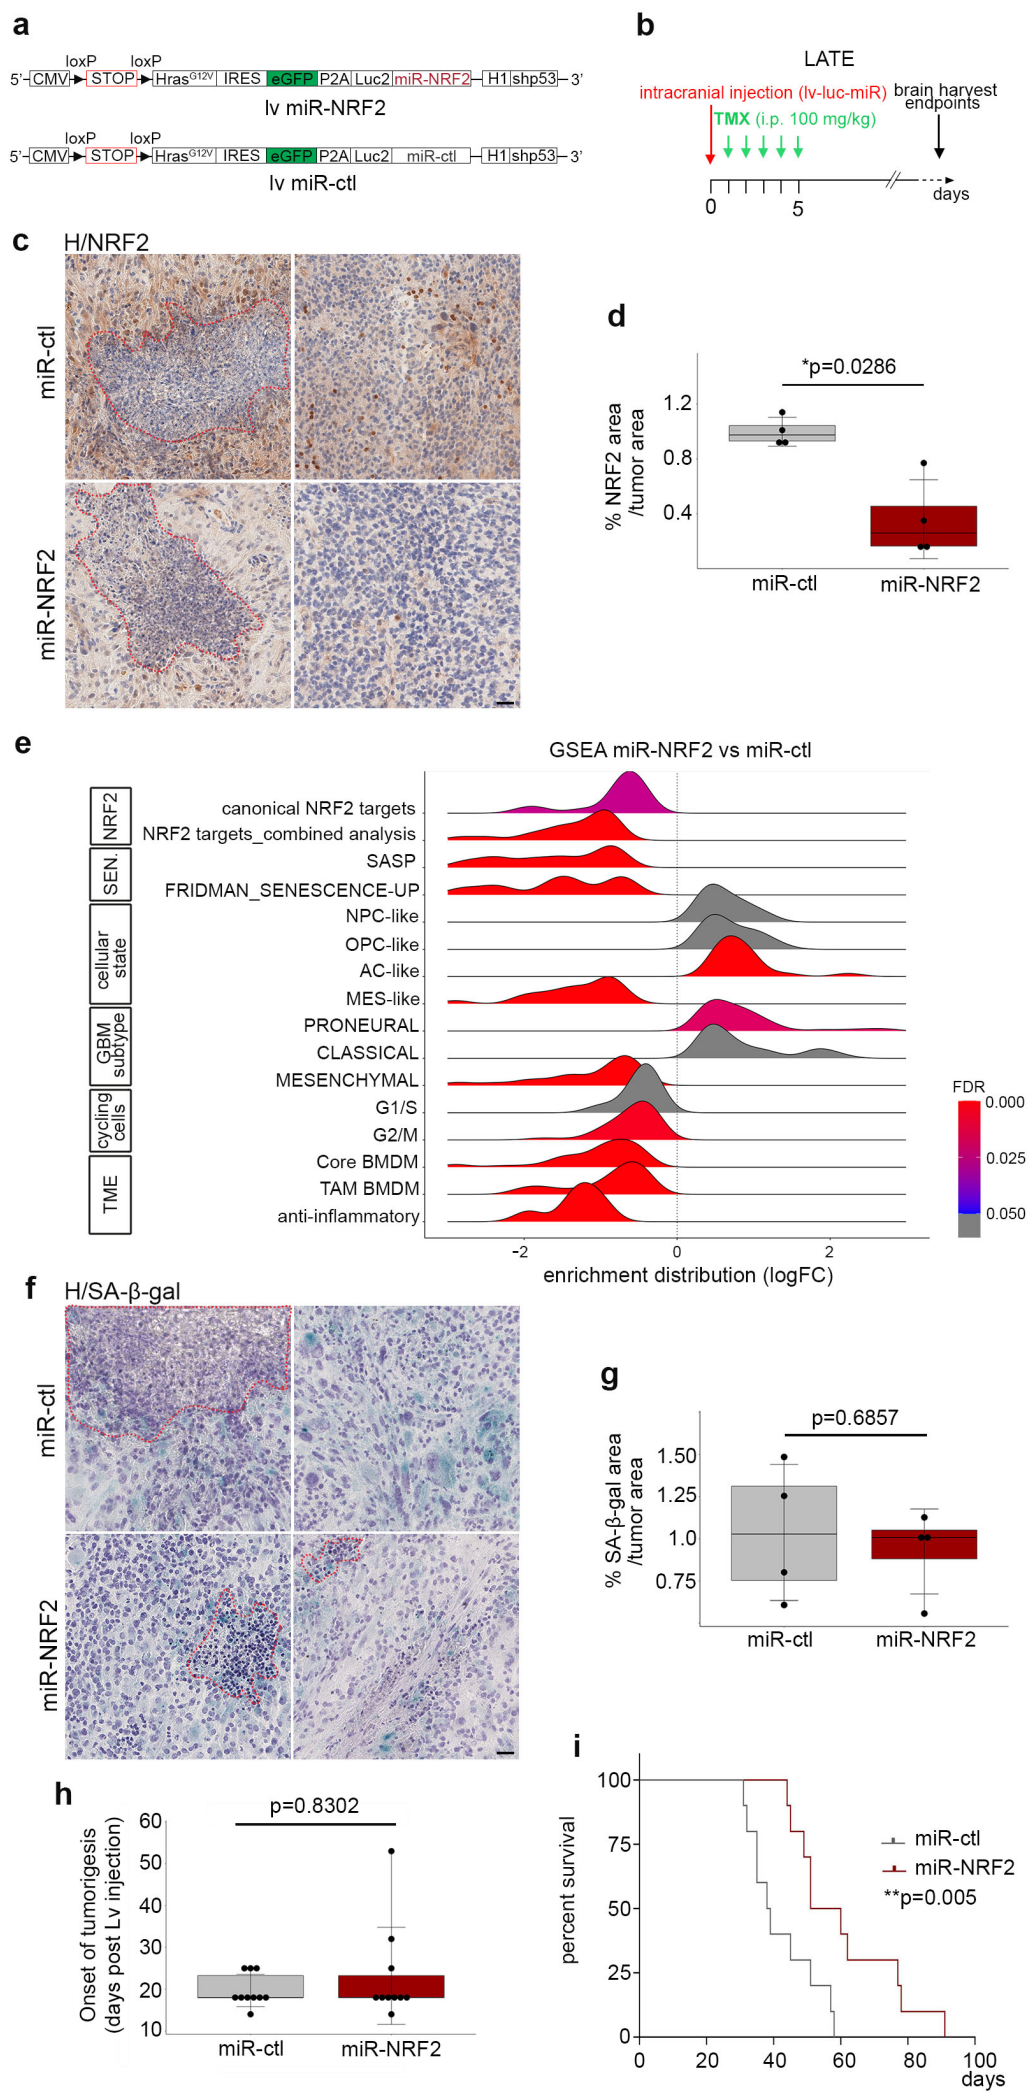 a
loxP loxP
5' CMV STOP HrasG12V IRES eGFP P2A Luc2 miR-NRF2 H1 shp53 3'
lv miR-NRF2
loxP loxP
5' CMV STOP HrasG12V IRES eGFP P2A Luc2 miR-ctl H1 shp53 3'
lv miR-ctl
b
LATE
intracranial injection (lv-luc-miR)
brain harvest
endpoints
TMX (i.p. 100 mg/kg)
0 5
days
c
H/NRF2
miR-ctl
miR-NRF2
d
*p=0.0286
% NRF2 area
/tumor area
1.2
0.8
0.4
miR-ctl miR-NRF2
e
GSEA miR-NRF2 vs miR-ctl
NRF2
canonical NRF2 targets
NRF2 targets_combined analysis
SEN.
SASP
FRIDMAN_SENESCENCE-UP
cellular
state
NPC-like
OPC-like
AC-like
MES-like
GBM
subtype
PRONEURAL
CLASSICAL
MESENCHYMAL
cycling
cells
G1/S
G2/M
TME
Core BMDM
TAM BMDM
anti-inflammatory
-2 0 2
enrichment distribution (logFC)
FDR
0.000
0.025
0.050
f
H/SA-β-gal
miR-ctl
miR-NRF2
g
p=0.6857
% SA-β-gal area
/tumor area
1.50
1.25
1.0
0.75
miR-ctl miR-NRF2
h
p=0.8302
Onset of tumorigesis
(days post Lv injection)
60
50
40
30
20
10
miR-ctl miR-NRF2
i
percent survival
100
75
50
25
0
miR-ctl
miR-NRF2
**p=0.005
0 20 40 60 80 100
days